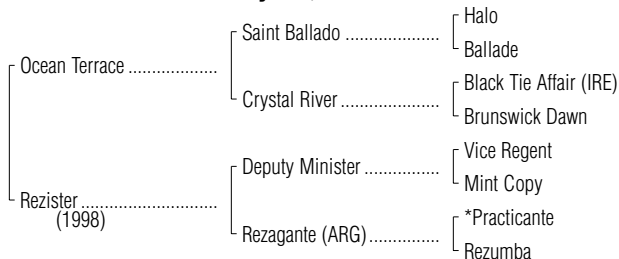 Halo
Saint Ballado ..................
Ballade
Ocean Terrace .................
Black Tie Affair (IRE)
Crystal River ...................
Brunswick Dawn
Vice Regent
Deputy Minister ..............
Mint Copy
Rezister..........................
(1998)
*Practicante
Rezagante (ARG)..............
Rezumba